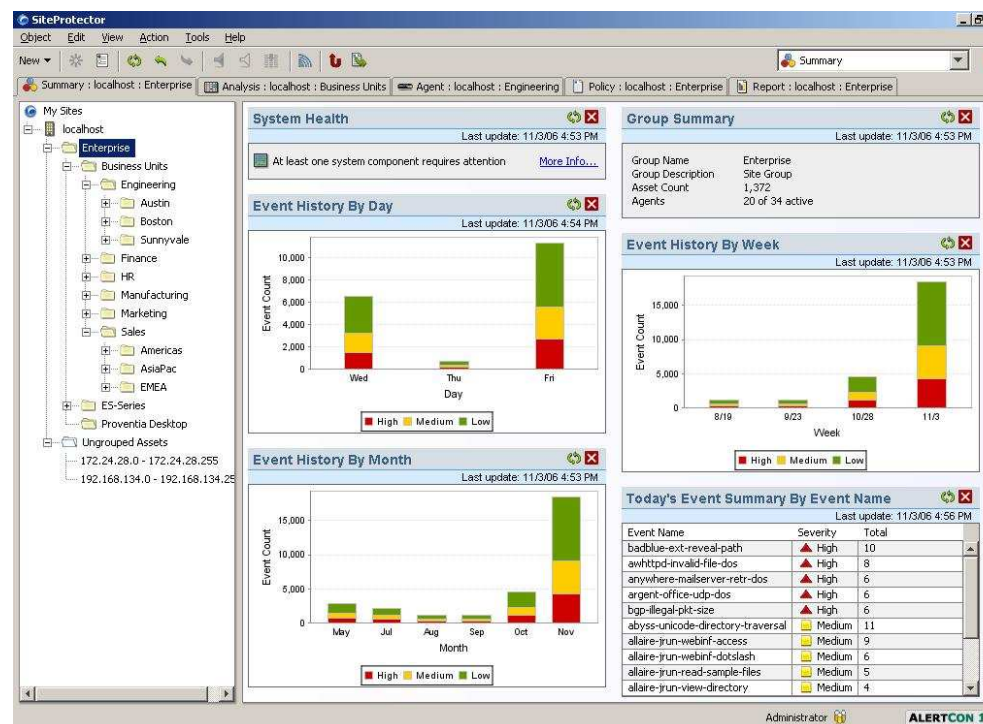 SiteProtector
Object Edit View Action Tools Help
New
Summary
Summary : localhost : Enterprise
Analysis : localhost : Business Units
Agent : localhost : Engineering
Policy : localhost : Enterprise
Report : localhost : Enterprise
My Sites
localhost
Enterprise
Business Units
Engineering
Austin
Boston
Sunnyvale
Finance
HR
Manufacturing
Marketing
Sales
Americas
AsiaPac
EMEA
ES-Series
Proventia Desktop
Ungrouped Assets
172.24.28.0 - 172.24.28.255
192.168.134.0 - 192.168.134.25
System Health
Last update: 11/3/06 4:53 PM
At least one system component requires attention More Info...
Event History By Day
Last update: 11/3/06 4:54 PM
10,000
8,000
6,000
4,000
2,000
0
Event Count
Wed Thu Fri
Day
High Medium Low
Event History By Month
Last update: 11/3/06 4:53 PM
15,000
10,000
5,000
0
Event Count
May Jul Aug Sep Oct Nov
Month
High Medium Low
Group Summary
Last update: 11/3/06 4:53 PM
Group Name Enterprise
Group Description Site Group
Asset Count 1,372
Agents 20 of 34 active
Event History By Week
Last update: 11/3/06 4:53 PM
15,000
10,000
5,000
0
Event Count
8/19 9/23 10/28 11/3
Week
High Medium Low
Today's Event Summary By Event Name
Last update: 11/3/06 4:56 PM
Event Name Severity Total
badblue-ext-reveal-path High 10
awhttpd-invalid-file-dos High 8
anywhere-mailserver-retr-dos High 6
argent-office-udp-dos High 6
bgp-illegal-pkt-size High 6
abyss-unicode-directory-traversal Medium 11
allaire-jrun-webinf-access Medium 9
allaire-jrun-webinf-dotslash Medium 6
allaire-jrun-read-sample-files Medium 5
allaire-jrun-view-directory Medium 4
Administrator
ALERTCON 1